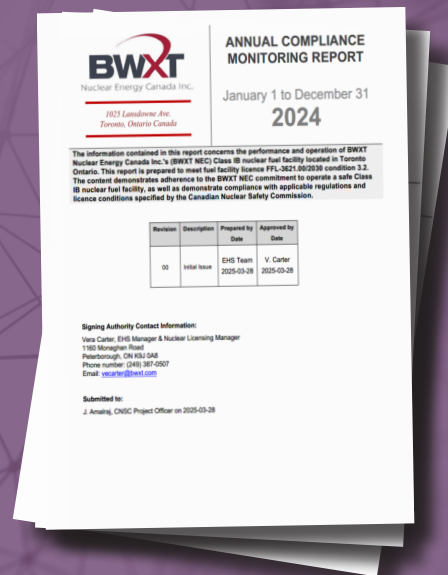 BWXT
Nuclear Energy Canada Inc.
1025 Lansdowne Ave.
Toronto, Ontario Canada
ANNUAL COMPLIANCE
MONITORING REPORT
January 1 to December 31
2024
The information contained in this report concerns the performance and operation of BWXT
Nuclear Energy Canada Inc.'s (BWXT NEC) Class IB nuclear fuel facility located in Toronto
Ontario. This report is prepared to meet fuel facility licence FFL-3621.00/2030 condition 3.2.
The content demonstrates adherence to the BWXT NEC commitment to operate a safe Class
IB nuclear fuel facility, as well as demonstrate compliance with applicable regulations and
licence conditions specified by the Canadian Nuclear Safety Commission.
Revision Description Prepared by Date Approved by Date
00 Initial Issue EHS Team 2025-03-28 V. Carter 2025-03-28
Signing Authority Contact Information:
Vera Carter, EHS Manager & Nuclear Licensing Manager
1160 Monaghan Road
Peterborough, ON K9J 0A8
Phone number: (249) 387-0507
Email: vecarter@bwxt.com
Submitted to:
J. Amalraj, CNSC Project Officer on 2025-03-28